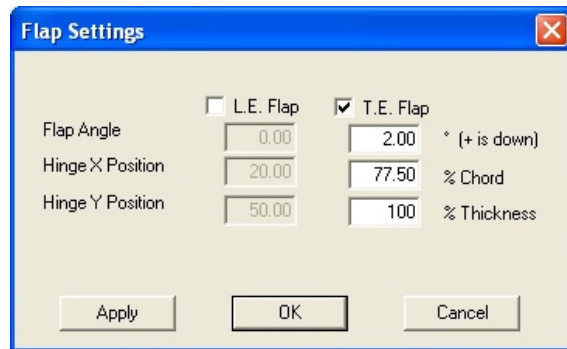 Flap Settings
L.E. Flap T.E. Flap
Flap Angle 0.00 2.00 ° (+ is down)
Hinge X Position 20.00 77.50 % Chord
Hinge Y Position 50.00 100 % Thickness
Apply OK Cancel